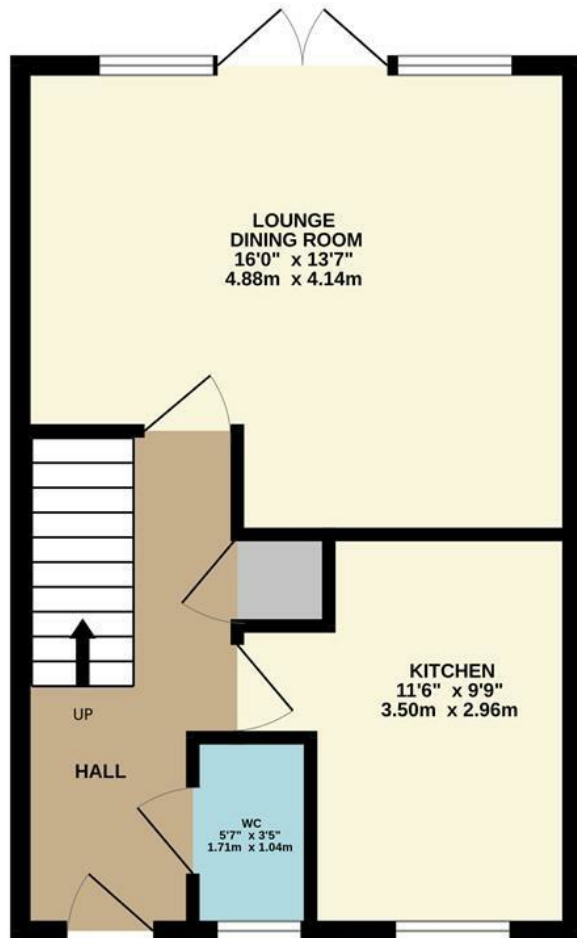 LOUNGE
DINING ROOM
16'0" x 13'7"
4.88m x 4.14m
KITCHEN
11'6" x 9'9"
3.50m x 2.96m
UP
HALL
WC
5'7" x 3'5"
1.71m x 1.04m